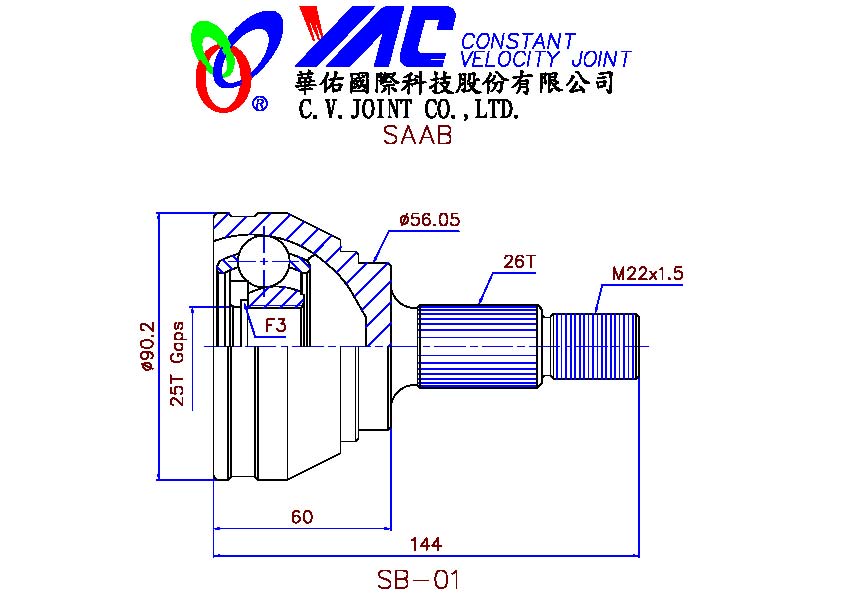 YAC CONSTANT
VELOCITY JOINT
華佑國際科技股份有限公司
® C.V.JOINT CO.,LTD.
SAAB
ø56.05
26T
M22x1.5
F3
ø90.2
25T Gaps
60
144
SB-01